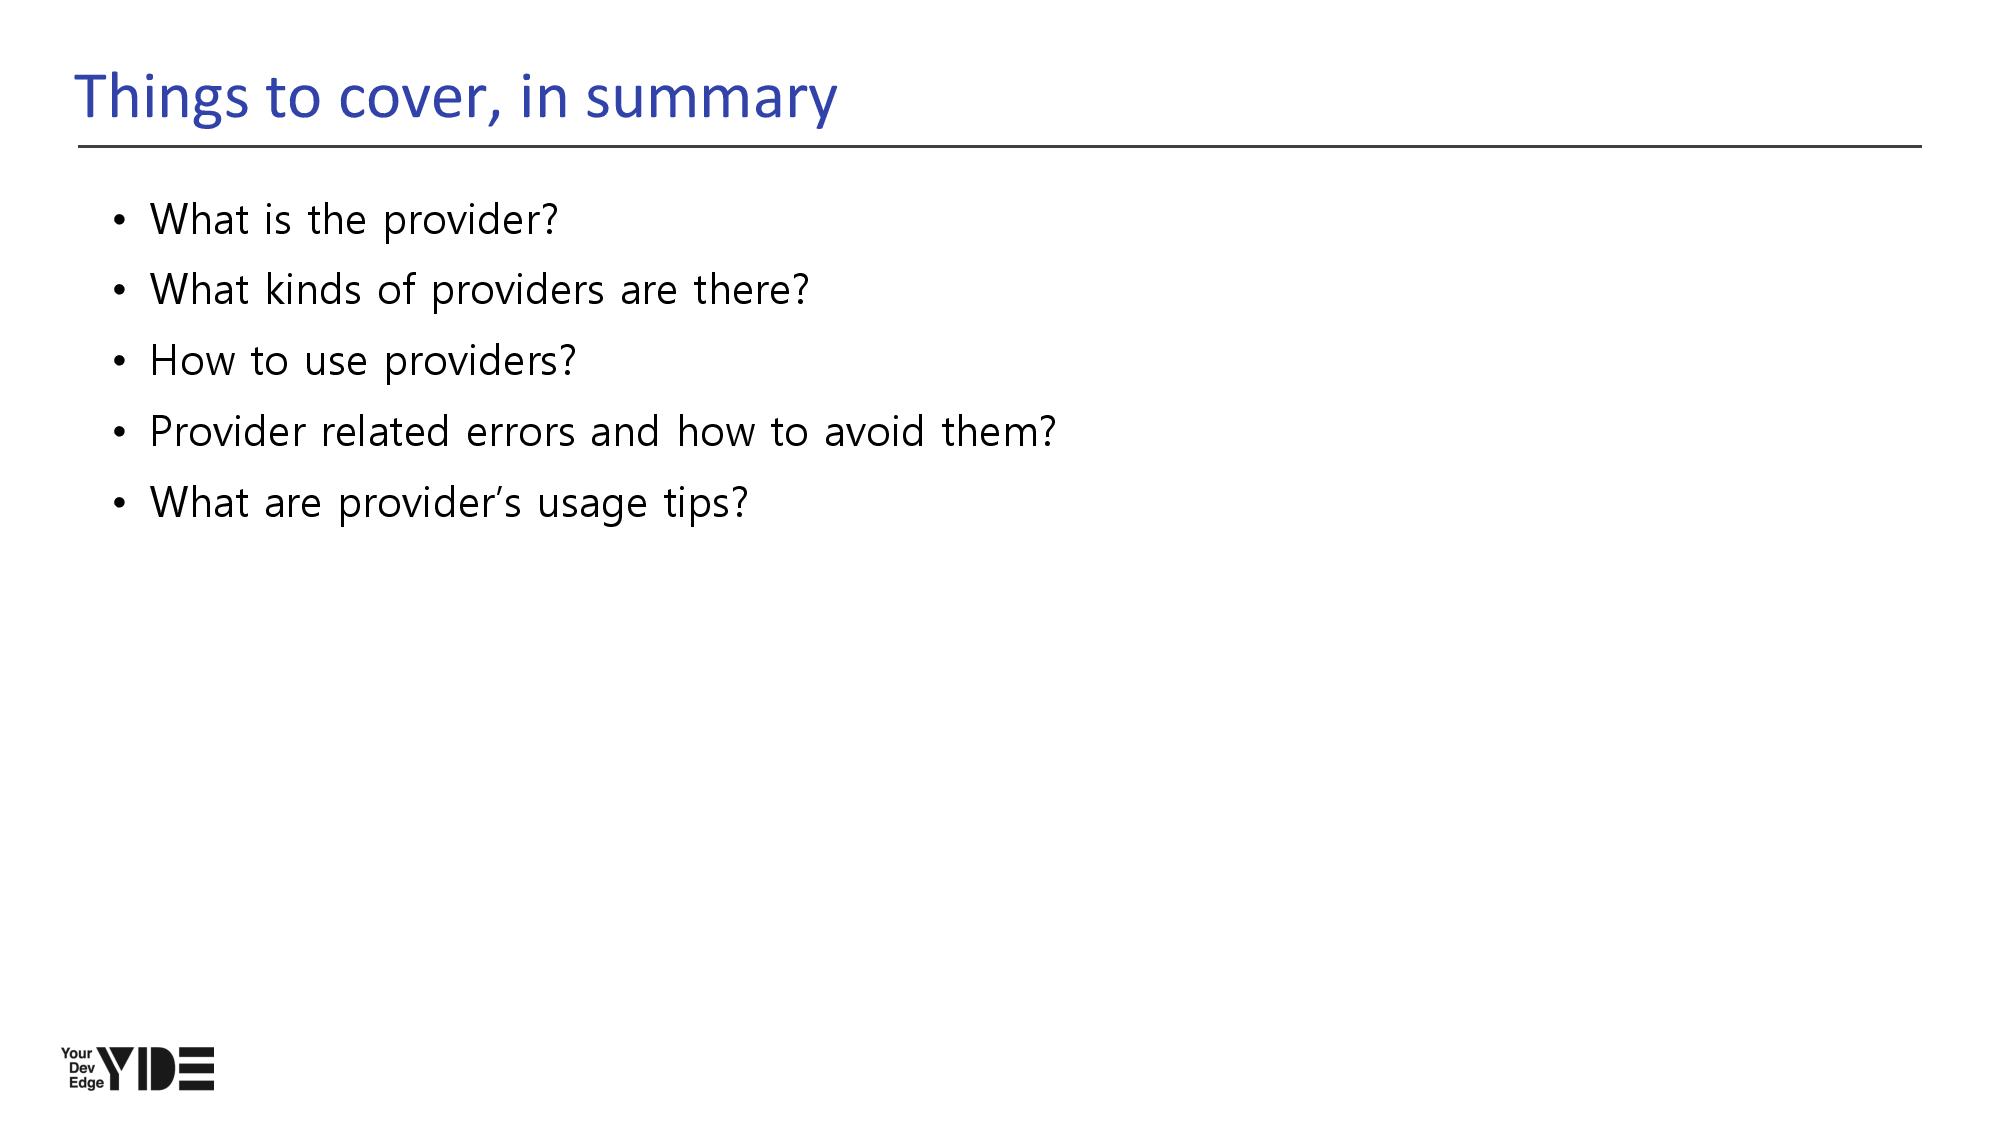 Things to cover, in summary
• What is the provider?
• What kinds of providers are there?
• How to use providers?
• Provider related errors and how to avoid them?
• What are provider’s usage tips?
Your
Dev
Edge
YDE